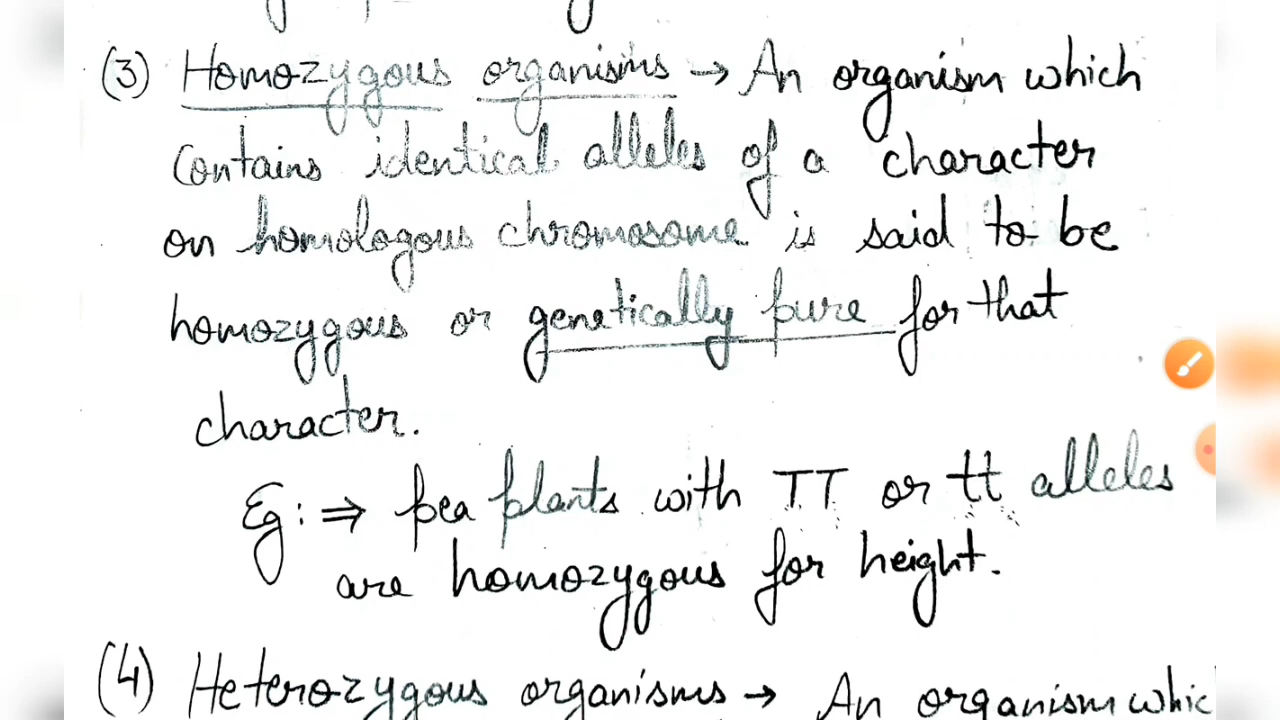 (3) Homozygous organisms → An organism which
contains identical alleles of a character
on homologous chromosome is said to be
homozygous or genetically pure for that
character.
Eg: ⇒ pea plants with TT or tt alleles
are homozygous for height.
(4) Heterozygous organisms → An organism whic